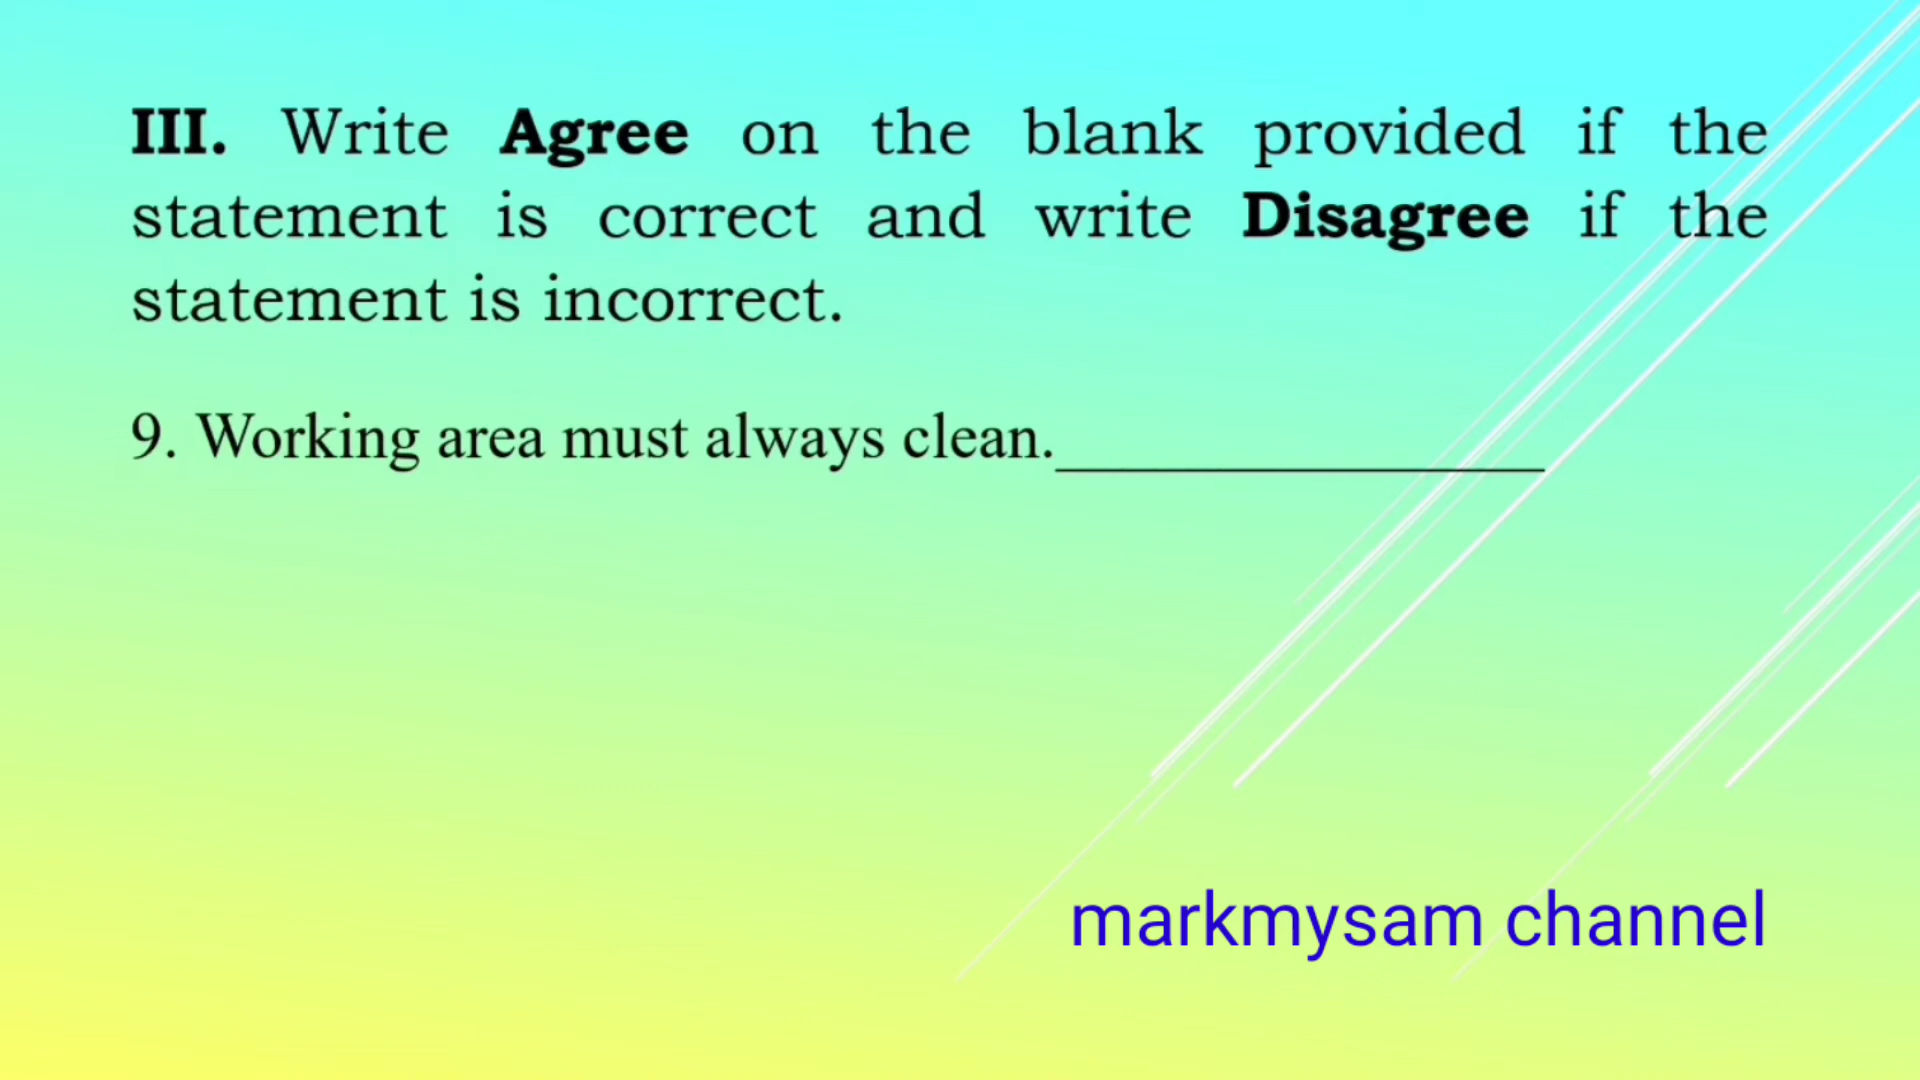 III. Write Agree on the blank provided if the
statement is correct and write Disagree if the
statement is incorrect.
9. Working area must always clean._______________
markmysam channel